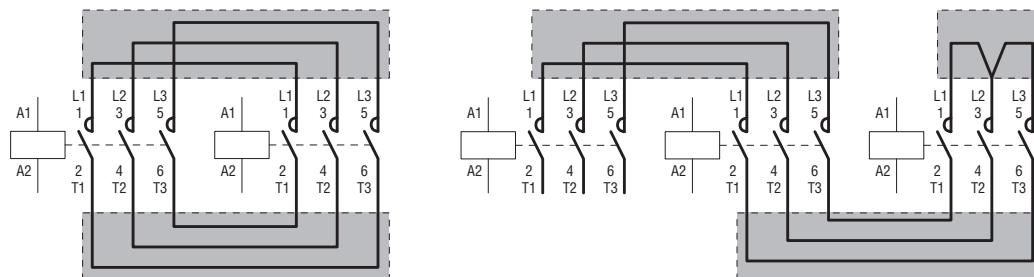 L1 L2 L3 L1 L2 L3 L1 L2 L3 L1 L2 L3 L1 L2 L3
A1 1 3 5 A1 1 3 5 A1 1 3 5 A1 1 3 5 A1 1 3 5
A2 2 4 6 A2 2 4 6 A2 2 4 6 A2 2 4 6 A2 2 4 6
T1 T2 T3 T1 T2 T3 T1 T2 T3 T1 T2 T3 T1 T2 T3